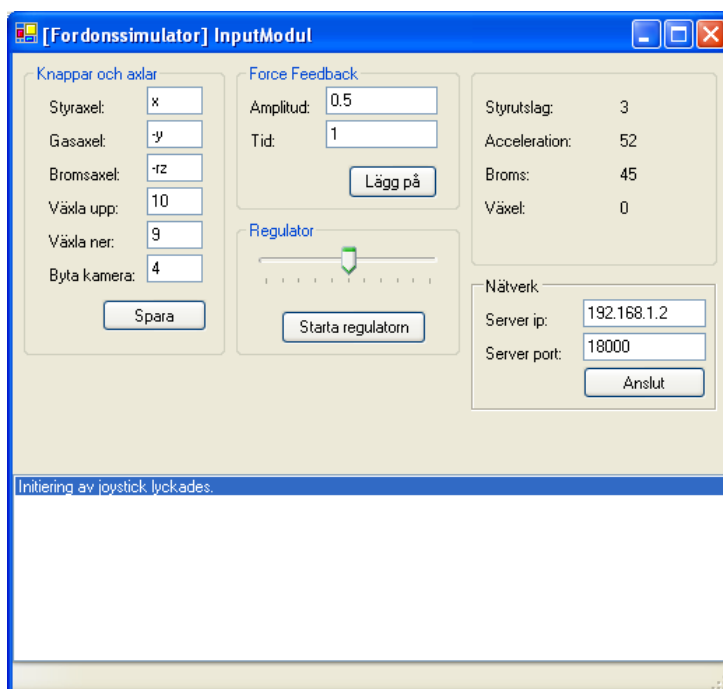 [Fordonssimulator] InputModul
Knappar och axlar
Styraxel: x
Gasaxel: -y
Bromsaxel: -rz
Växla upp: 10
Växla ner: 9
Byta kamera: 4
Spara
Force Feedback
Amplitud: 0.5
Tid: 1
Lägg på
Regulator
Starta regulatorn
Styrutslag: 3
Acceleration: 52
Broms: 45
Växel: 0
Nätverk
Server ip: 192.168.1.2
Server port: 18000
Anslut
Initiering av joystick lyckades.